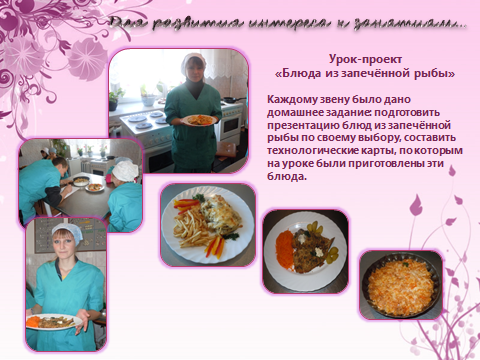 Для развития интереса к занятиям...
Урок-проект
«Блюда из запечённой рыбы»
Каждому звену было дано
домашнее задание: подготовить
презентацию блюд из запечённой
рыбы по своему выбору, составить
технологические карты, по которым
на уроке были приготовлены эти
блюда.